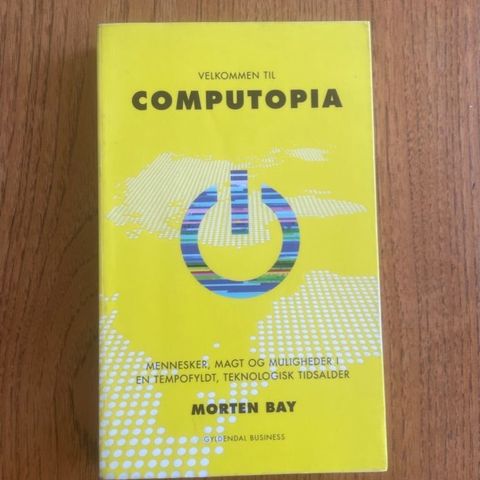 VELKOMMEN TIL
COMPUTOPIA
MENNESKER, MAGT OG MULIGHEDER I
EN TEMPOFYLDT, TEKNOLOGISK TIDSALDER
MORTEN BAY
GYLDENDAL BUSINESS